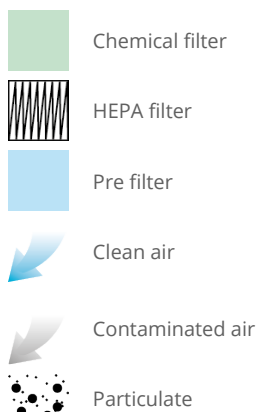 Chemical filter
HEPA filter
Pre filter
Clean air
Contaminated air
Particulate